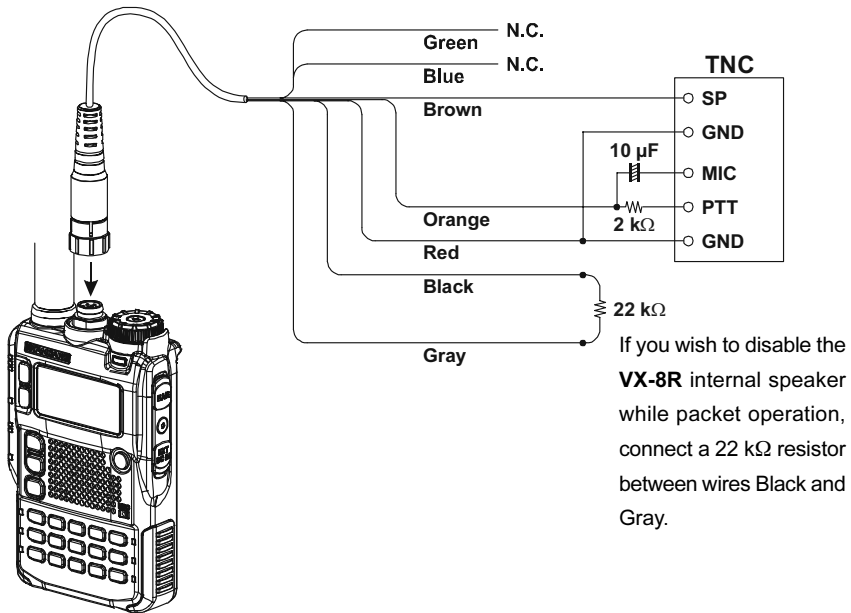 Green
N.C.
Blue
N.C.
Brown
TNC
SP
GND
10 µF
MIC
Orange
2 kΩ
PTT
Red
GND
Black
22 kΩ
Gray
If you wish to disable the
VX-8R internal speaker
while packet operation,
connect a 22 kΩ resistor
between wires Black and
Gray.